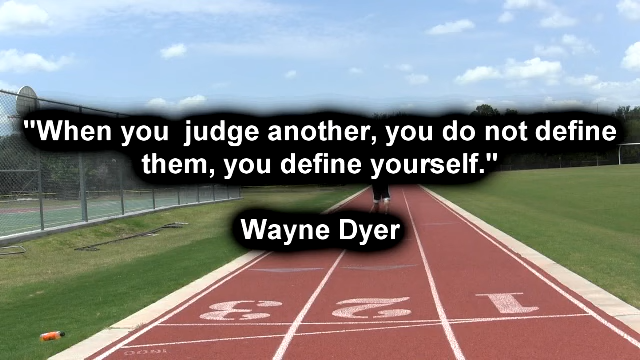 "When you  judge another, you do not define
them, you define yourself."
Wayne Dyer
3 2 1